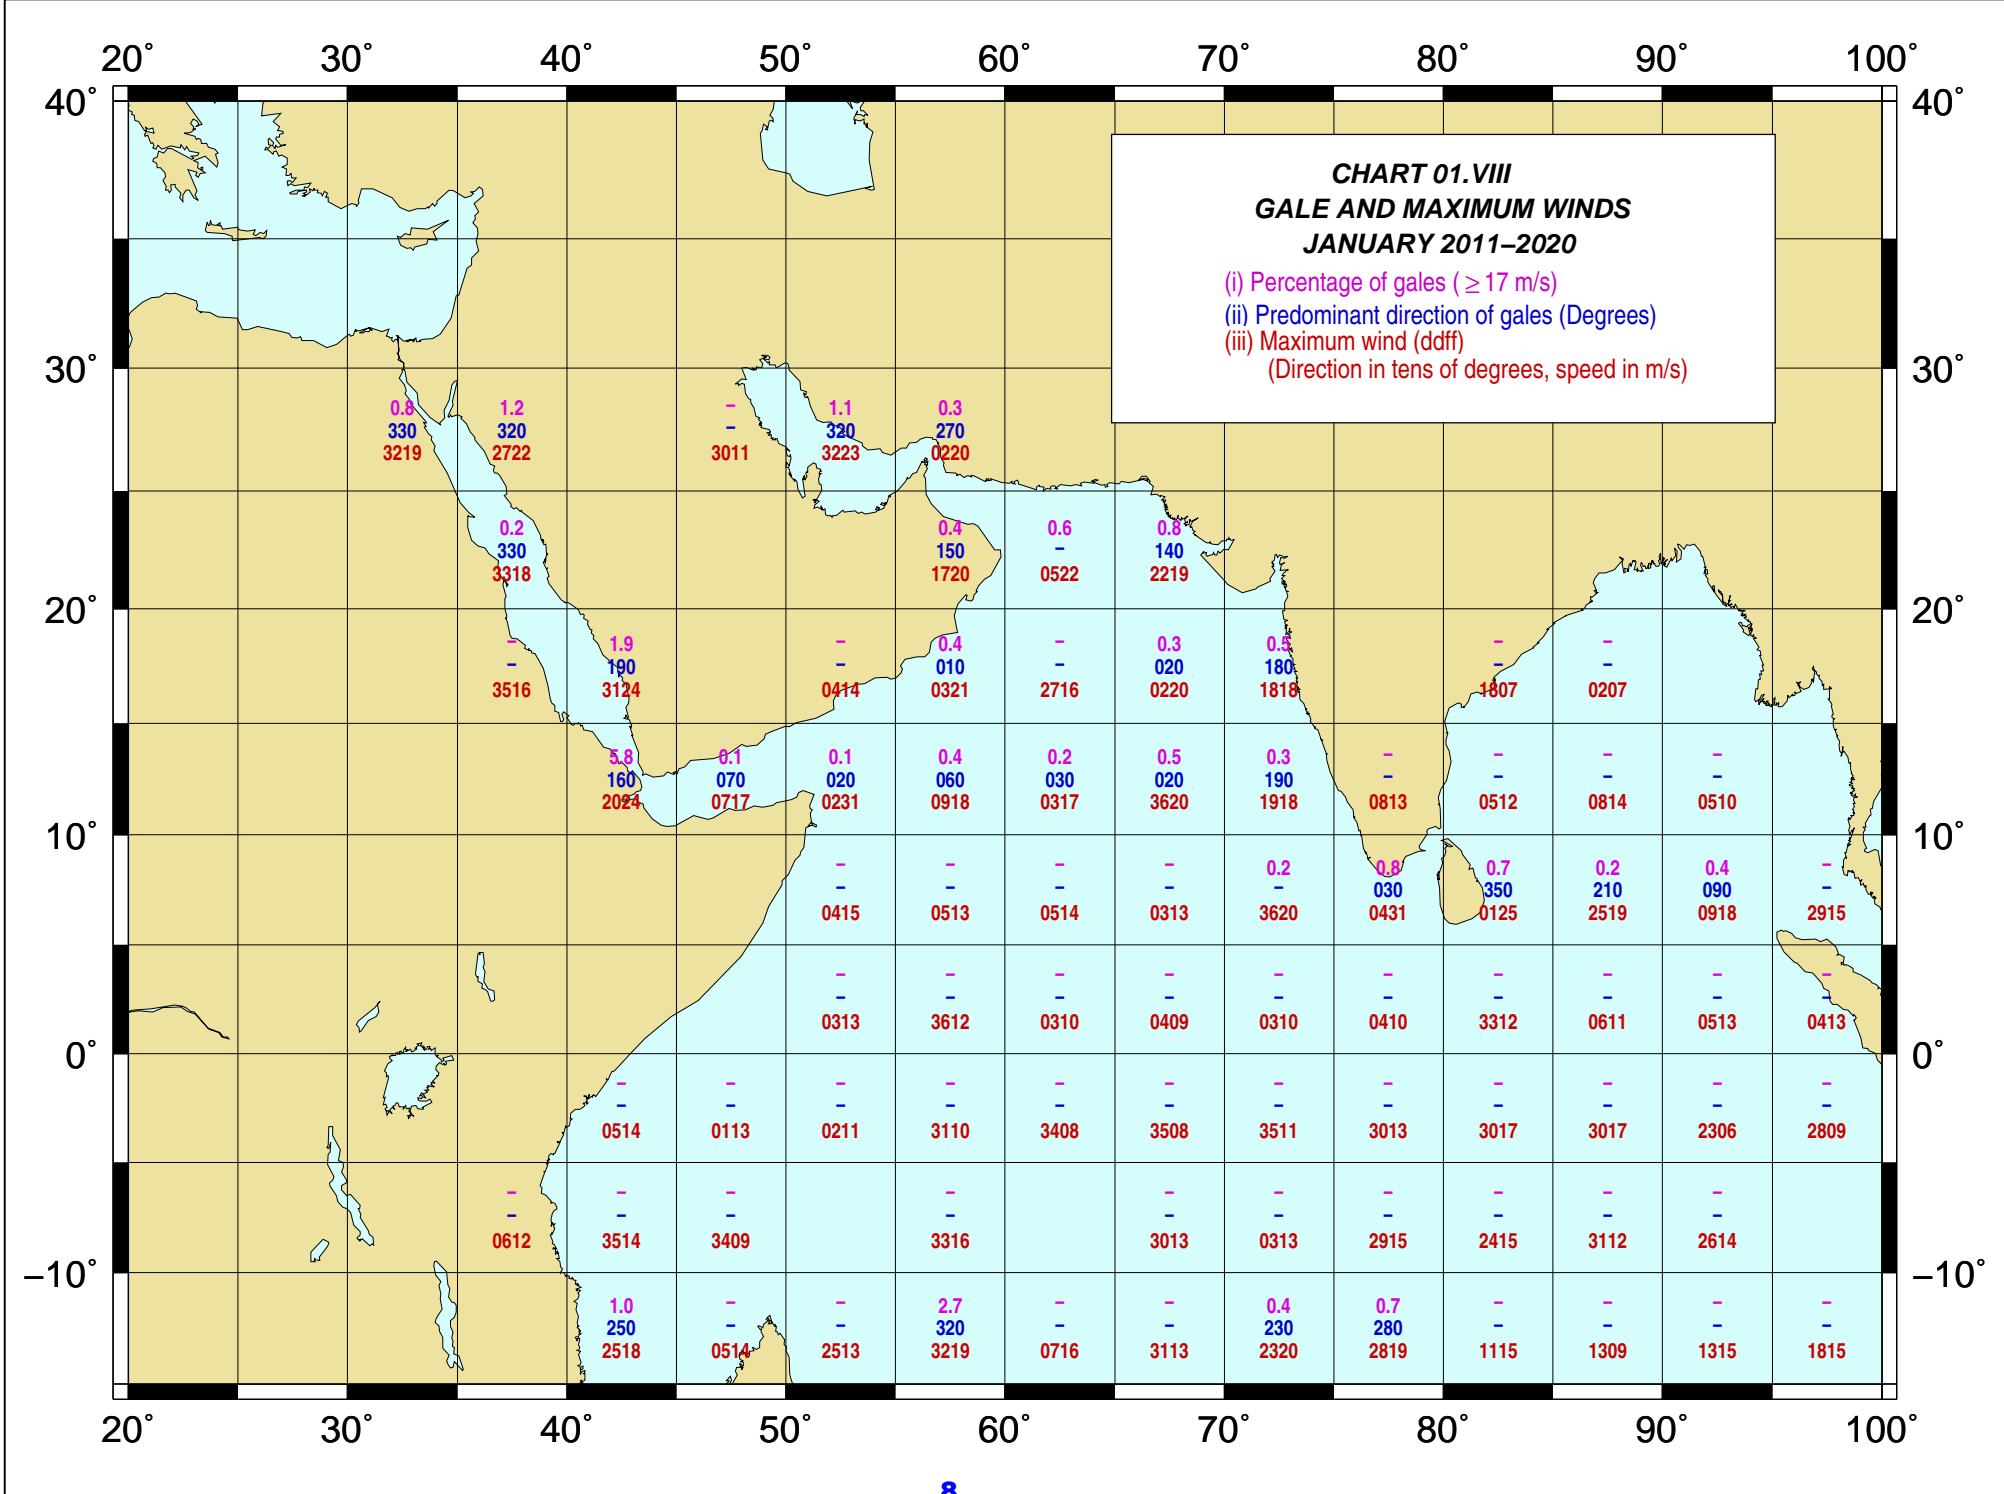 20° 30° 40° 50° 60° 70° 80° 90° 100°
40° 40°
CHART 01.VIII
GALE AND MAXIMUM WINDS
JANUARY 2011–2020
(i) Percentage of gales ( ≥ 17 m/s)
(ii) Predominant direction of gales (Degrees)
(iii) Maximum wind (ddff)
(Direction in tens of degrees, speed in m/s)
30° 30°
0.8 1.2 – 1.1 0.3
330 320 – 320 270
3219 2722 3011 3223 0220
0.2 0.4 0.6 0.8
330 150 – 140
3318 1720 0522 2219
20° 20°
– 1.9 – 0.4 – 0.3 0.5 – –
– 190 – 010 – 020 180 – –
3516 3124 0414 0321 2716 0220 1818 1807 0207
5.8 0.1 0.1 0.4 0.2 0.5 0.3 – – – –
160 070 020 060 030 020 190 – – – –
2024 0717 0231 0918 0317 3620 1918 0813 0512 0814 0510
10° 10°
– – – – 0.2 0.8 0.7 0.2 0.4 –
– – – – – 030 350 210 090 –
0415 0513 0514 0313 3620 0431 0125 2519 0918 2915
– – – – – – – – – –
– – – – – – – – – –
0313 3612 0310 0409 0310 0410 3312 0611 0513 0413
0° 0°
– – – – – – – – – – – –
– – – – – – – – – – – –
0514 0113 0211 3110 3408 3508 3511 3013 3017 3017 2306 2809
– – – – – – – – – –
– – – – – – – – – –
0612 3514 3409 3316 3013 0313 2915 2415 3112 2614
–10° –10°
1.0 – – 2.7 – – 0.4 0.7 – – – –
250 – – 320 – – 230 280 – – – –
2518 0514 2513 3219 0716 3113 2320 2819 1115 1309 1315 1815
20° 30° 40° 50° 60° 70° 80° 90° 100°
8